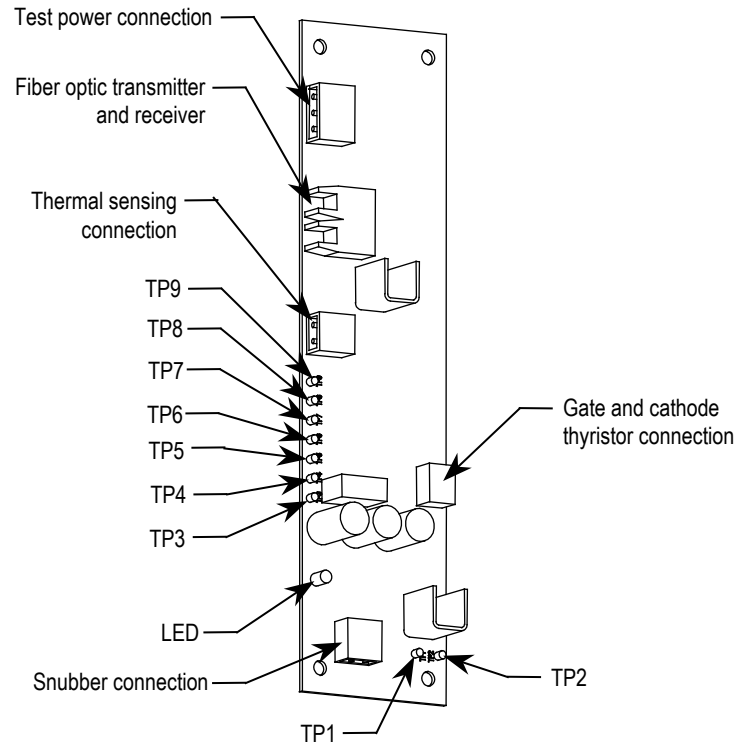 Test power connection
Fiber optic transmitter
and receiver
Thermal sensing
connection
TP9
TP8
TP7
TP6
TP5
TP4
TP3
Gate and cathode
thyristor connection
LED
Snubber connection
TP1
TP2